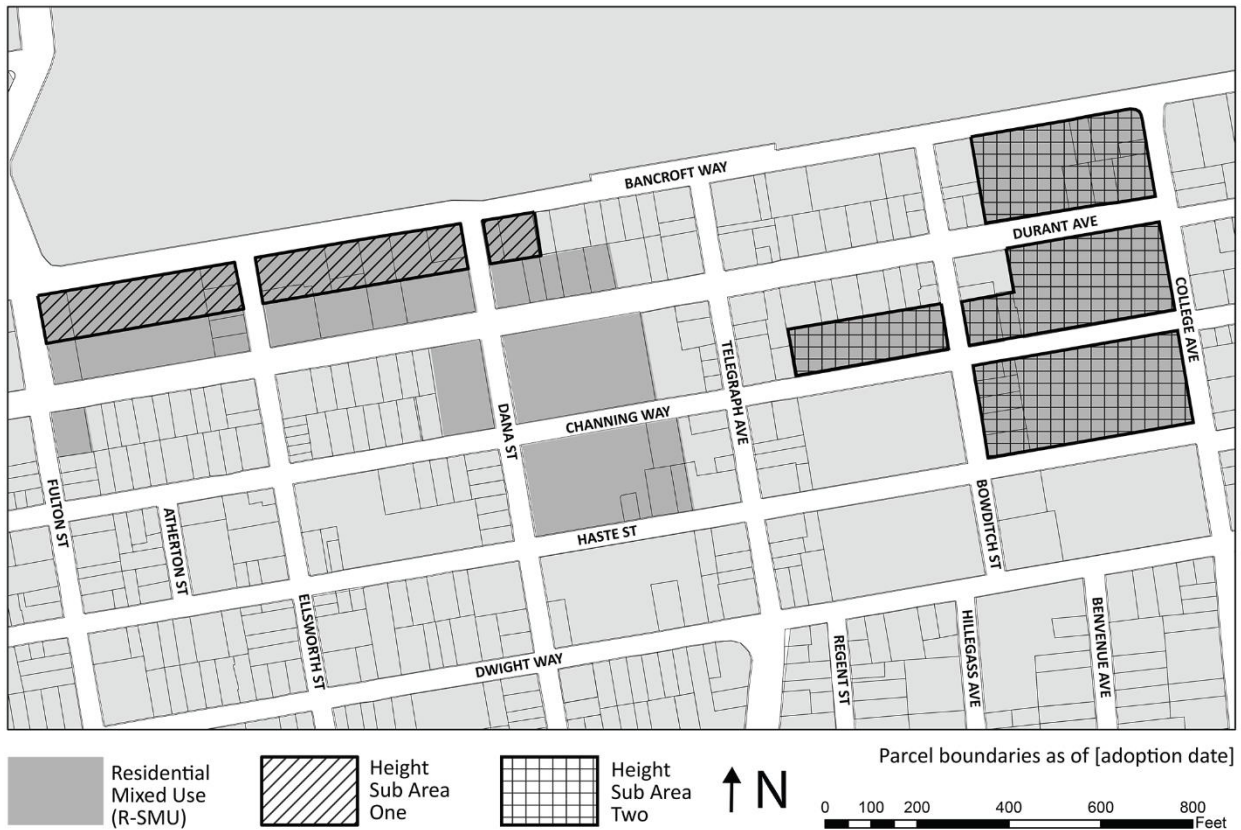 BANCROFT WAY
DURANT AVE
COLLEGE AVE
TELEGRAPH AVE
DANA ST
CHANNING WAY
FULTON ST
ATHERTON ST
HASTE ST
BOWDITCH ST
ELLSWORTH ST
DWIGHT WAY
REGENT ST
HILLEGASS AVE
BENVENUE AVE
Residential
Mixed Use
(R-SMU)
Height
Sub Area
One
Height
Sub Area
Two
N
Parcel boundaries as of [adoption date]
0 100 200 400 600 800
Feet